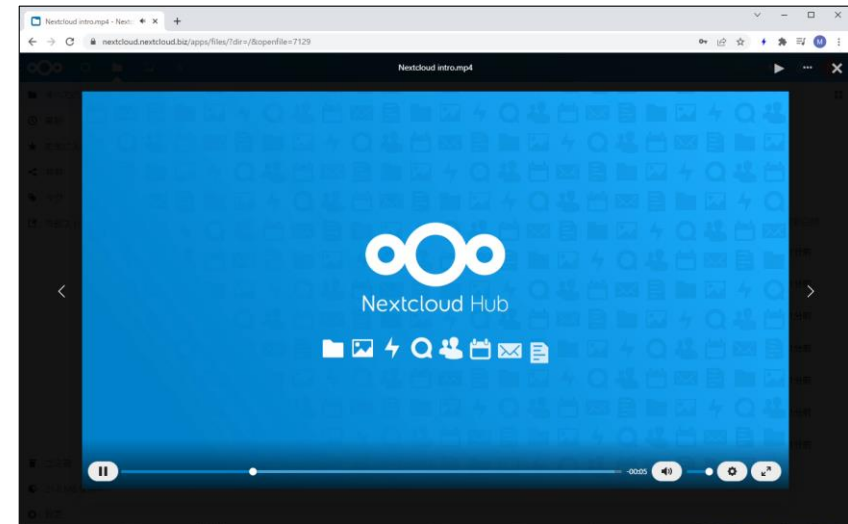 Nextcloud intro.mp4 - Next
nextcloud.nextcloud.biz/apps/files/?dir=/&openfile=7129
M
Nextcloud intro.mp4
Nextcloud Hub
-00:05